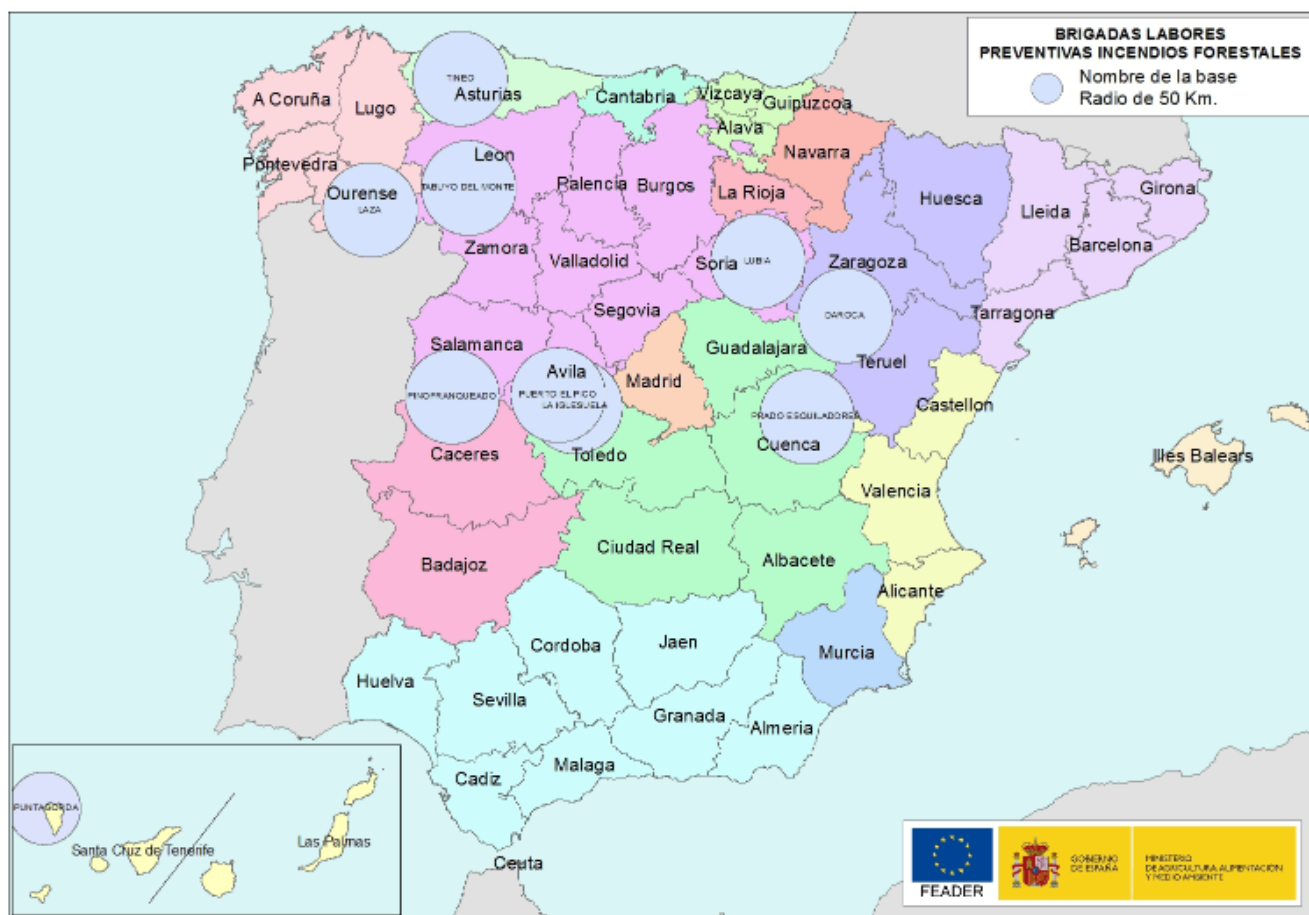 BRIGADAS LABORES
PREVENTIVAS INCENDIOS FORESTALES
Nombre de la base
Radio de 50 Km.
TINEO
Asturias
A Coruña
Lugo
Cantabria
Vizcaya
Guipuzcoa
Alava
Navarra
Pontevedra
Leon
TABUYO DEL MONTE
Ourense
LAZA
Palencia
Burgos
La Rioja
Huesca
Lleida
Girona
Barcelona
Zamora
Valladolid
Soria
LUBIA
Zaragoza
Segovia
DAROCA
Tarragona
Salamanca
Guadalajara
Teruel
Avila
Madrid
PINOFRANQUEADO
PUERTO EL PICO
LA IGLESUELA
Castellon
PRADO ESQUILADORES
Cuenca
Caceres
Toledo
Illes Balears
Valencia
Ciudad Real
Albacete
Badajoz
Alicante
Cordoba
Jaen
Murcia
Huelva
Sevilla
Granada
Almeria
Cadiz
Malaga
PUNTAGORDA
Santa Cruz de Tenerife
Las Palmas
Ceuta
FEADER
GOBIERNO
DE ESPAÑA
MINISTERIO
DE AGRICULTURA, ALIMENTACIÓN
Y MEDIO AMBIENTE